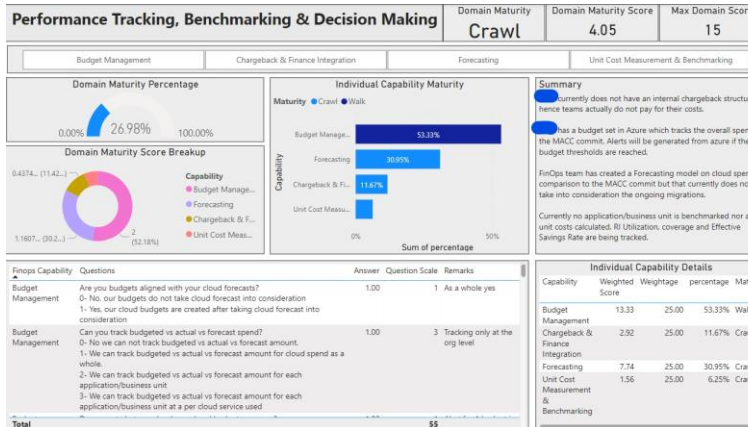 Performance Tracking, Benchmarking & Decision Making
Domain Maturity
Crawl
Domain Maturity Score
4.05
Max Domain Scor
15
Budget Management
Chargeback & Finance Integration
Forecasting
Unit Cost Measurement & Benchmarking
Domain Maturity Percentage
0.00%
26.98%
100.00%
Domain Maturity Score Breakup
0.4374... (11.42...)
1.1607... (30.2...)
2
(52.18%)
Capability
Budget Manage...
Forecasting
Chargeback & F...
Unit Cost Meas...
Individual Capability Maturity
Maturity Crawl Walk
Capability
Budget Manage...
53.33%
Forecasting
30.95%
Chargeback & Fi...
11.67%
Unit Cost Measu...
0%
50%
Sum of percentage
Summary
currently does not have an internal chargeback structu
hence teams actually do not pay for their costs.
has a budget set in Azure which tracks the overall spen
the MACC commit. Alerts will be generated from azure if the
budget thresholds are reached.
FinOps team has created a Forecasting model on cloud spen
comparison to the MACC commit but that currently does no
take into consideration the ongoing migrations.
Currently no application/business unit is benchmarked nor a
unit costs calculated. RI Utilization, coverage and Effective
Savings Rate are being tracked.
Finops Capability Questions Answer Question Scale Remarks
Budget Management
Are you budgets aligned with your cloud forecasts?
0- No. our budgets do not take cloud forecast into consideration
1- Yes, our cloud budgets are created after taking cloud forecast into
consideration
1.00 1 As a whole yes
Budget Management
Can you track budgeted vs actual vs forecast spend?
0- No we can not track budgeted vs actual vs forecast amount.
1- We can track budgeted vs actual vs forecast amount for cloud spend as a
whole.
2- We can track budgeted vs actual vs forecast amount for each
application/business unit
3- We can track budgeted vs actual vs forecast amount for each
application/business unit at a per cloud service used
1.00 3 Tracking only at the
org level
Total 55
Individual Capability Details
Capability Weighted Score Weightage percentage Mat
Budget Management 13.33 25.00 53.33% Wal
Chargeback & Finance Integration 2.92 25.00 11.67% Cra
Forecasting 7.74 25.00 30.95% Cra
Unit Cost Measurement & Benchmarking 1.56 25.00 6.25% Cra